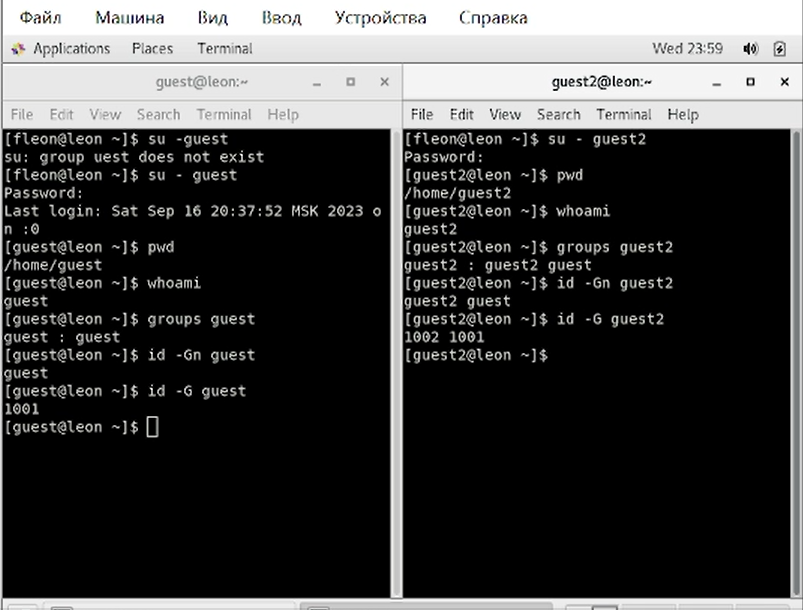 Файл Машина Вид Ввод Устройства Справка
Applications Places Terminal Wed 23:59
guest@leon:~
File Edit View Search Terminal Help
[fleon@leon ~]$ su -guest
su: group uest does not exist
[fleon@leon ~]$ su - guest
Password:
Last login: Sat Sep 16 20:37:52 MSK 2023 o
n :0
[guest@leon ~]$ pwd
/home/guest
[guest@leon ~]$ whoami
guest
[guest@leon ~]$ groups guest
guest : guest
[guest@leon ~]$ id -Gn guest
guest
[guest@leon ~]$ id -G guest
1001
[guest@leon ~]$
guest2@leon:~
File Edit View Search Terminal Help
[fleon@leon ~]$ su - guest2
Password:
[guest2@leon ~]$ pwd
/home/guest2
[guest2@leon ~]$ whoami
guest2
[guest2@leon ~]$ groups guest2
guest2 : guest2 guest
[guest2@leon ~]$ id -Gn guest2
guest2 guest
[guest2@leon ~]$ id -G guest2
1002 1001
[guest2@leon ~]$